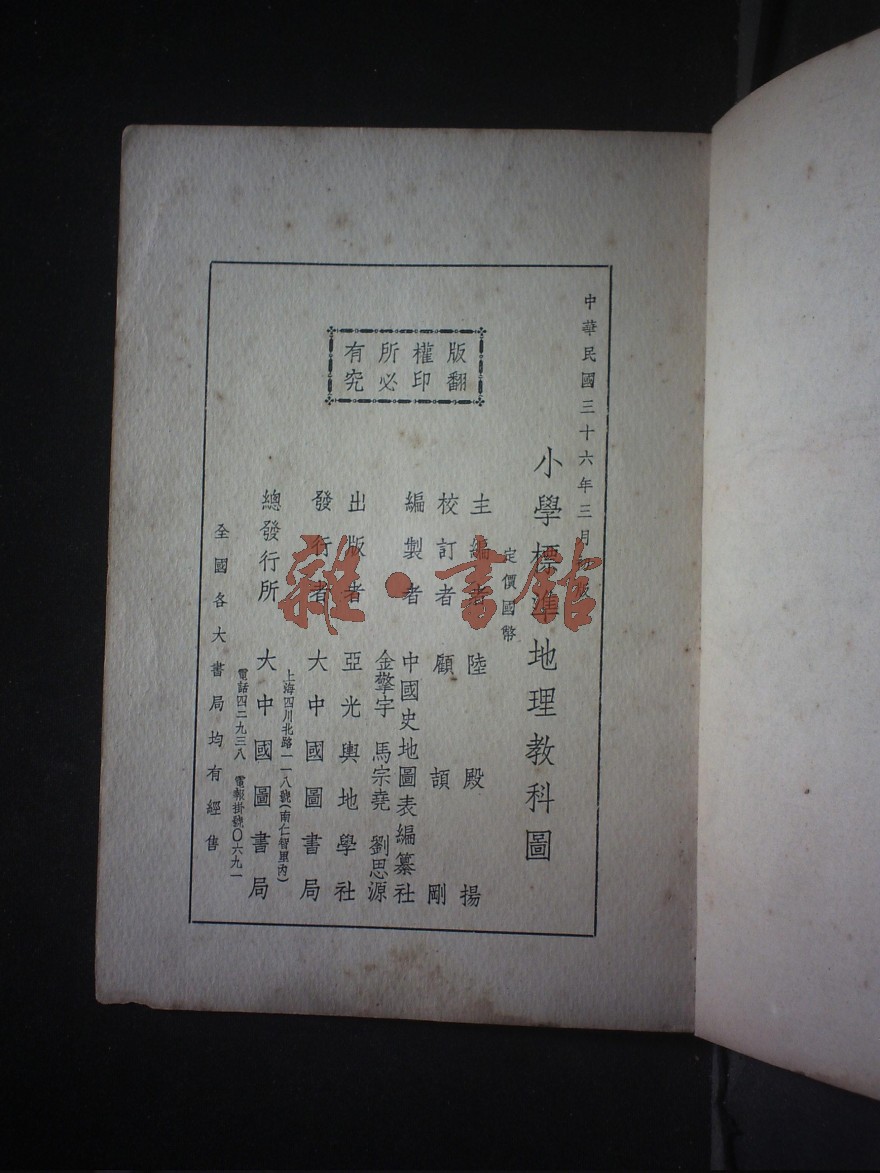 中華民國三十六年三月初版
小學標準地理教科圖
定價國幣
版權所有
翻印必究
主編者 陸殿揚
校訂者 顧頡剛
編製者 中國史地圖表編纂社
金擎宇 馬宗堯 劉思源
出版者 亞光輿地學社
發行者 大中國圖書局
總發行所 大中國圖書局
上海四川北路一一八號(南仁智里內)
電話四二九三八 電報掛號〇六九一
全國各大書局均有經售
雜·書館